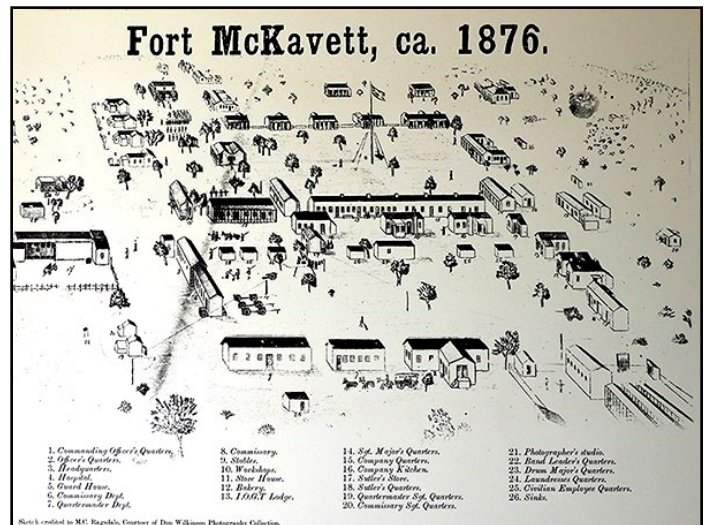 Fort McKavett, ca. 1876.
1. Commanding Officer's Quarters.
2. Officer's Quarters.
3. Headquarters.
4. Hospital.
5. Guard House.
6. Commissary Dept.
7. Quartermaster Dept.
8. Commissary.
9. Stables.
10. Workshops.
11. Store House.
12. Bakery.
13. I.O.G.T Lodge.
14. Sgt. Major's Quarters.
15. Company Quarters.
16. Company Kitchen.
17. Sutler's Store.
18. Sutler's Quarters.
19. Quartermaster Sgt. Quarters.
20. Commissary Sgt. Quarters.
21. Photographer's studio.
22. Band Leader's Quarters.
23. Drum Major's Quarters.
24. Laundresses Quarters.
25. Civilian Employee Quarters.
26. Sinks.
Sketch credited to M.C. Ragsdale, Courtesy of Don Wilkinson Photography Collection.